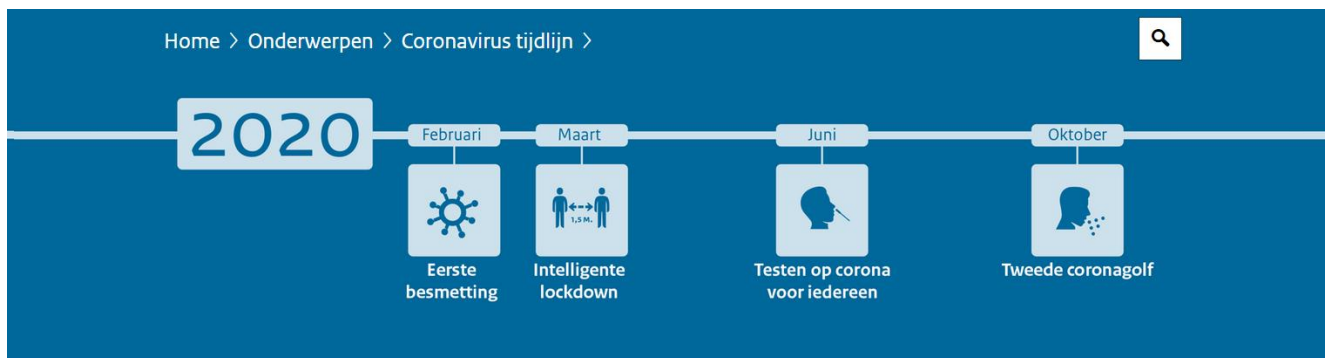 Home > Onderwerpen > Coronavirus tijdlijn >
2020
Februari
Maart
Juni
Oktober
1,5 M.
Eerste
besmetting
Intelligente
lockdown
Testen op corona
voor iedereen
Tweede coronagolf